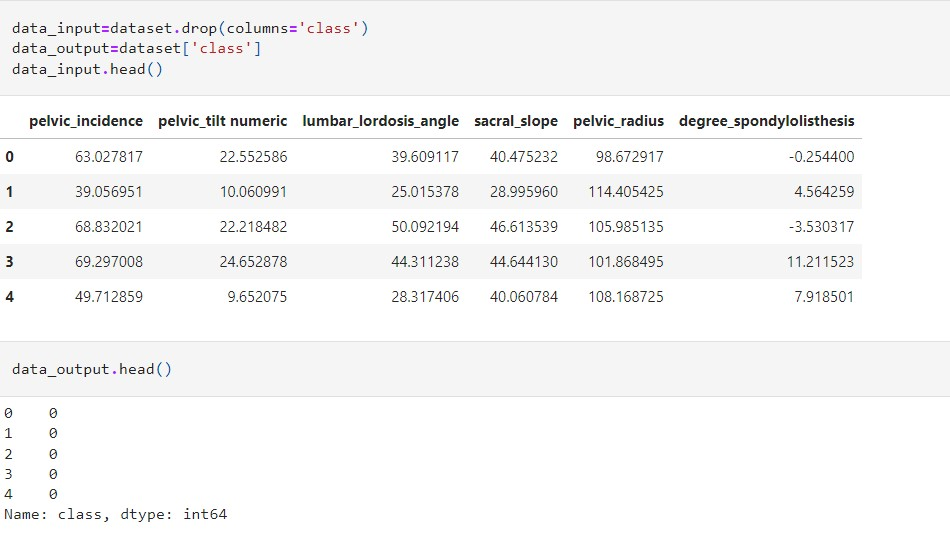 data_input=dataset.drop(columns='class')
data_output=dataset['class']
data_input.head()
pelvic_incidence pelvic_tilt numeric lumbar_lordosis_angle sacral_slope pelvic_radius degree_spondylolisthesis
0 63.027817 22.552586 39.609117 40.475232 98.672917 -0.254400
1 39.056951 10.060991 25.015378 28.995960 114.405425 4.564259
2 68.832021 22.218482 50.092194 46.613539 105.985135 -3.530317
3 69.297008 24.652878 44.311238 44.644130 101.868495 11.211523
4 49.712859 9.652075 28.317406 40.060784 108.168725 7.918501
data_output.head()
0 0
1 0
2 0
3 0
4 0
Name: class, dtype: int64